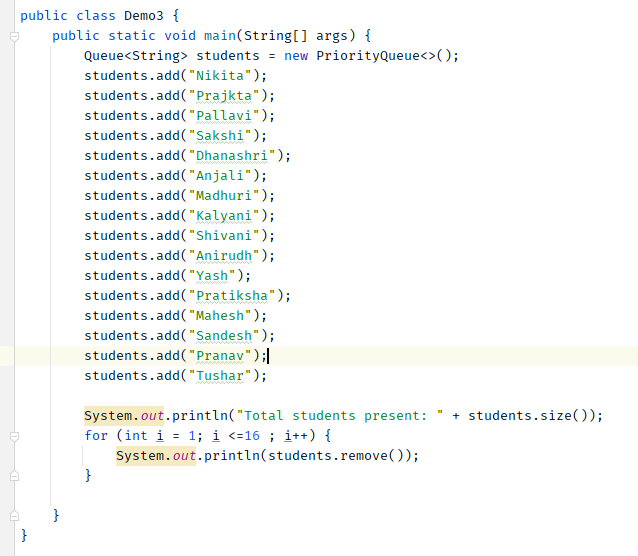 public class Demo3 {
    public static void main(String[] args) {
        Queue<String> students = new PriorityQueue<>();
        students.add("Nikita");
        students.add("Prajkta");
        students.add("Pallavi");
        students.add("Sakshi");
        students.add("Dhanashri");
        students.add("Anjali");
        students.add("Madhuri");
        students.add("Kalyani");
        students.add("Shivani");
        students.add("Anirudh");
        students.add("Yash");
        students.add("Pratiksha");
        students.add("Mahesh");
        students.add("Sandesh");
        students.add("Pranav");
        students.add("Tushar");

        System.out.println("Total students present: " + students.size());
        for (int i = 1; i <=16 ; i++) {
            System.out.println(students.remove());
        }

    }
}